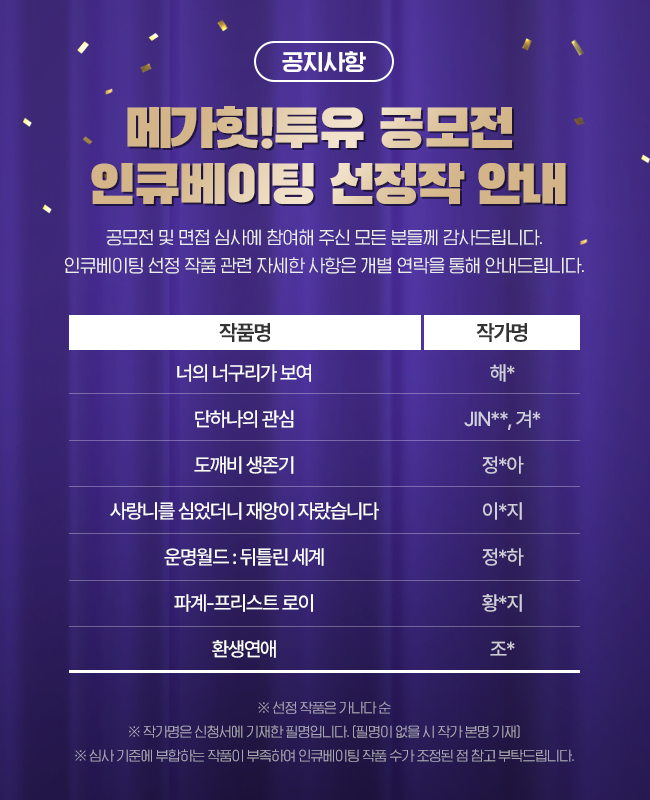 공지사항
메가힛!투유 공모전
인큐베이팅 선정작 안내
공모전 및 면접 심사에 참여해 주신 모든 분들께 감사드립니다.
인큐베이팅 선정 작품 관련 자세한 사항은 개별 연락을 통해 안내드립니다.
작품명 작가명
너의 너구리가 보여 해*
단하나의 관심 JIN**, 겨*
도깨비 생존기 정*아
사랑니를 심었더니 재앙이 자랐습니다 이*지
운명월드 : 뒤틀린 세계 정*하
파계-프리스트 로이 황*지
환생연애 조*
※ 선정 작품은 가나다 순
※ 작가명은 신청서에 기재한 필명입니다. [필명이 없을 시 작가 본명 기재]
※ 심사 기준에 부합하는 작품이 부족하여 인큐베이팅 작품 수가 조정된 점 참고 부탁드립니다.